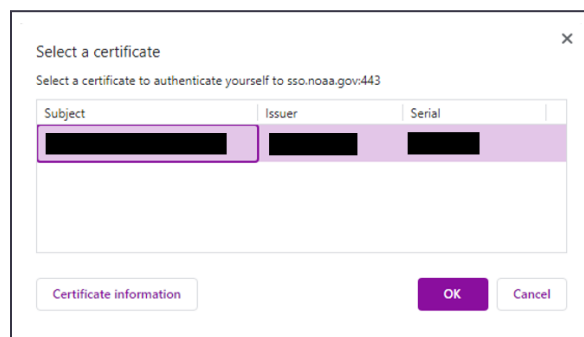 Select a certificate
Select a certificate to authenticate yourself to sso.noaa.gov:443
Subject Issuer Serial
Certificate information OK Cancel